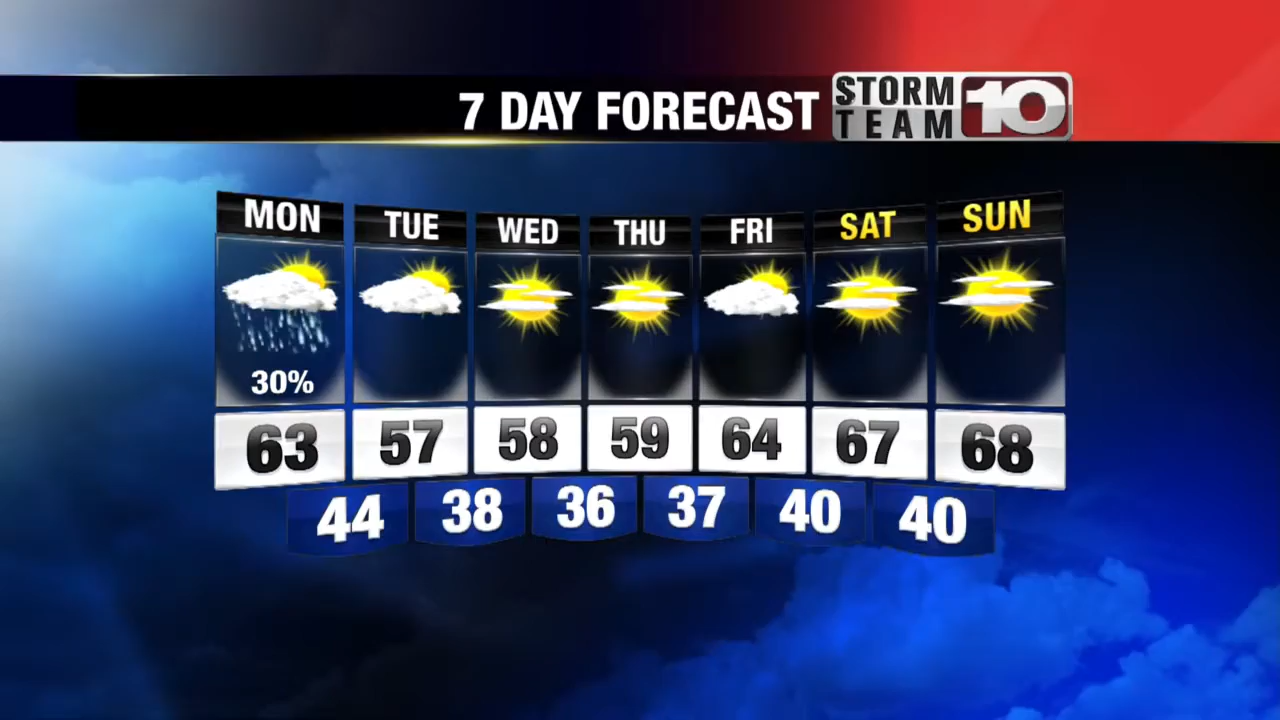 7 DAY FORECAST
STORM TEAM 10
MON TUE WED THU FRI SAT SUN
30%
63 57 58 59 64 67 68
44 38 36 37 40 40